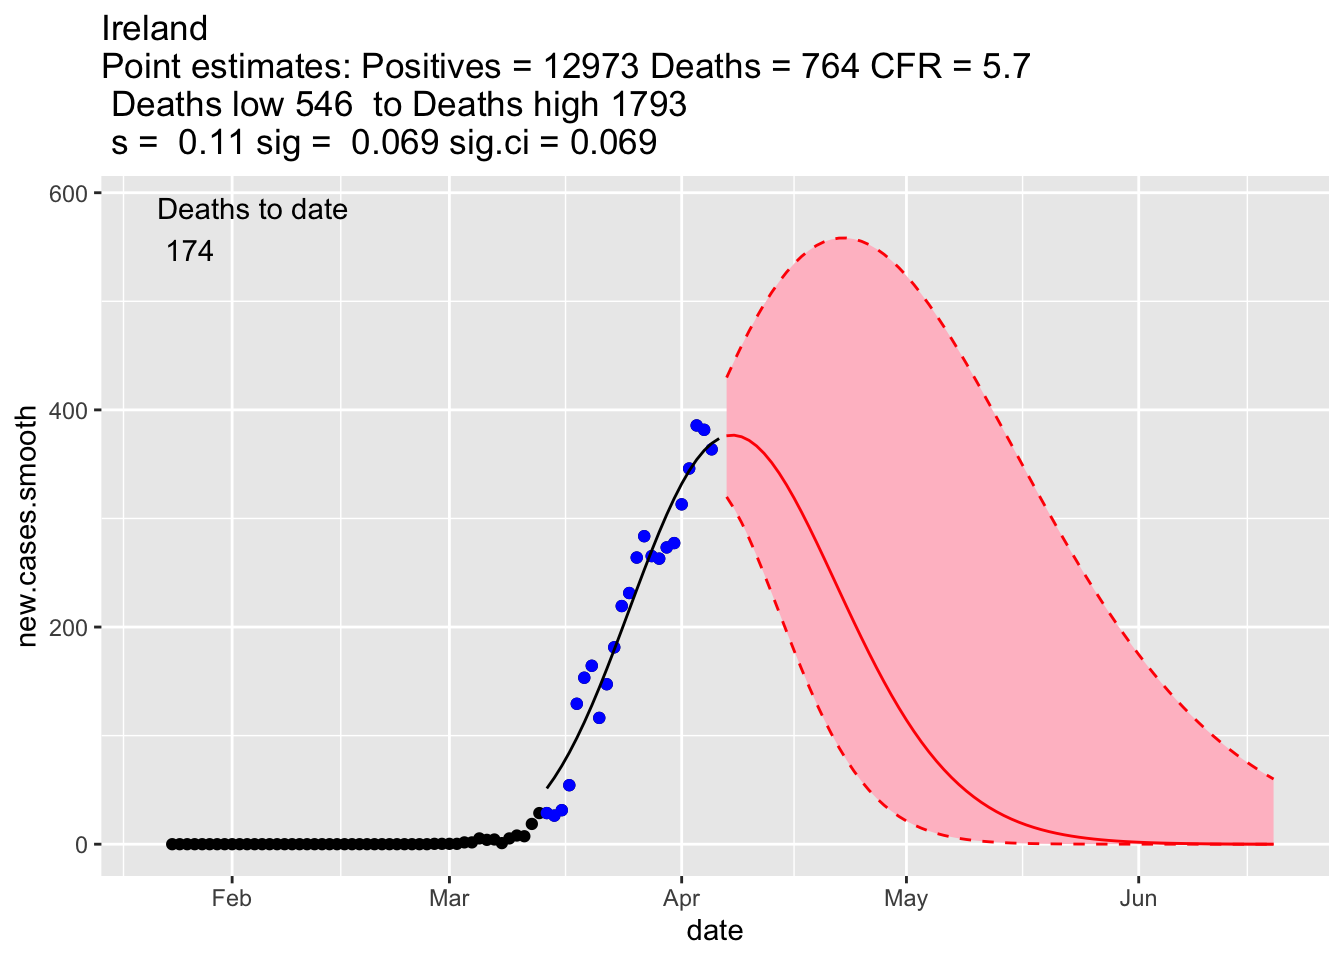 Ireland
Point estimates: Positives = 12973 Deaths = 764 CFR = 5.7
Deaths low 546  to Deaths high 1793
s =  0.11 sig =  0.069 sig.ci = 0.069
Deaths to date
174
600
400
200
0
new.cases.smooth
Feb Mar Apr May Jun
date